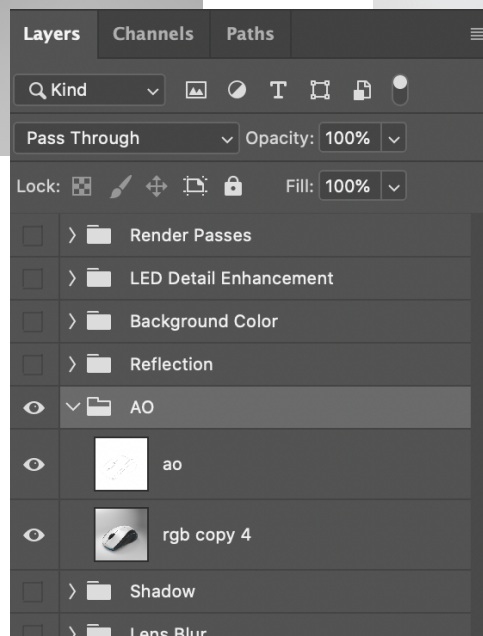 Layers Channels Paths
Kind
Pass Through Opacity: 100%
Lock: Fill: 100%
Render Passes
LED Detail Enhancement
Background Color
Reflection
AO
ao
rgb copy 4
Shadow
Lens Blur